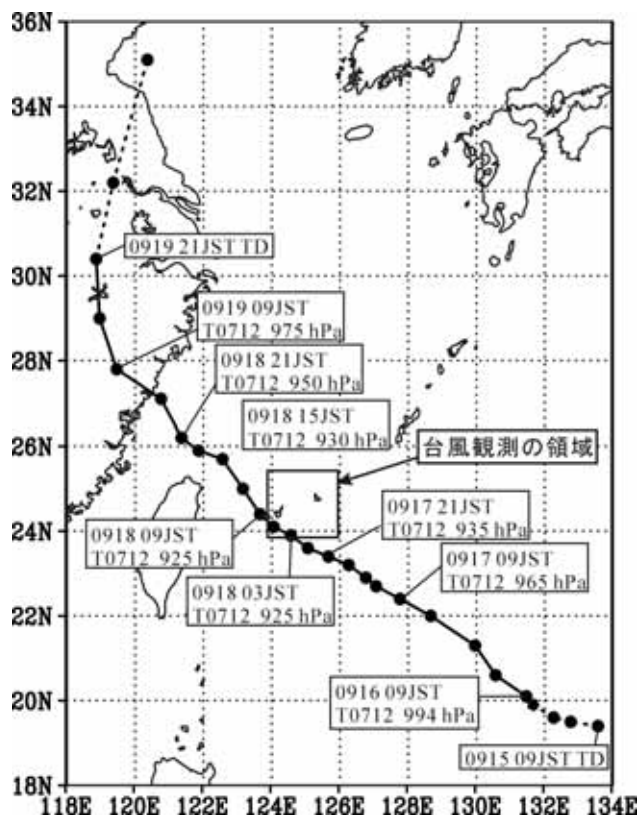 36N
34N
32N
30N
28N
26N
24N
22N
20N
18N
0919 21JST TD
0919 09JST
T0712 975 hPa
0918 21JST
T0712 950 hPa
0918 15JST
T0712 930 hPa
台風観測の領域
0917 21JST
T0712 935 hPa
0918 09JST
T0712 925 hPa
0917 09JST
T0712 965 hPa
0918 03JST
T0712 925 hPa
0916 09JST
T0712 994 hPa
0915 09JST TD
118E 120E 122E 124E 126E 128E 130E 132E 134E